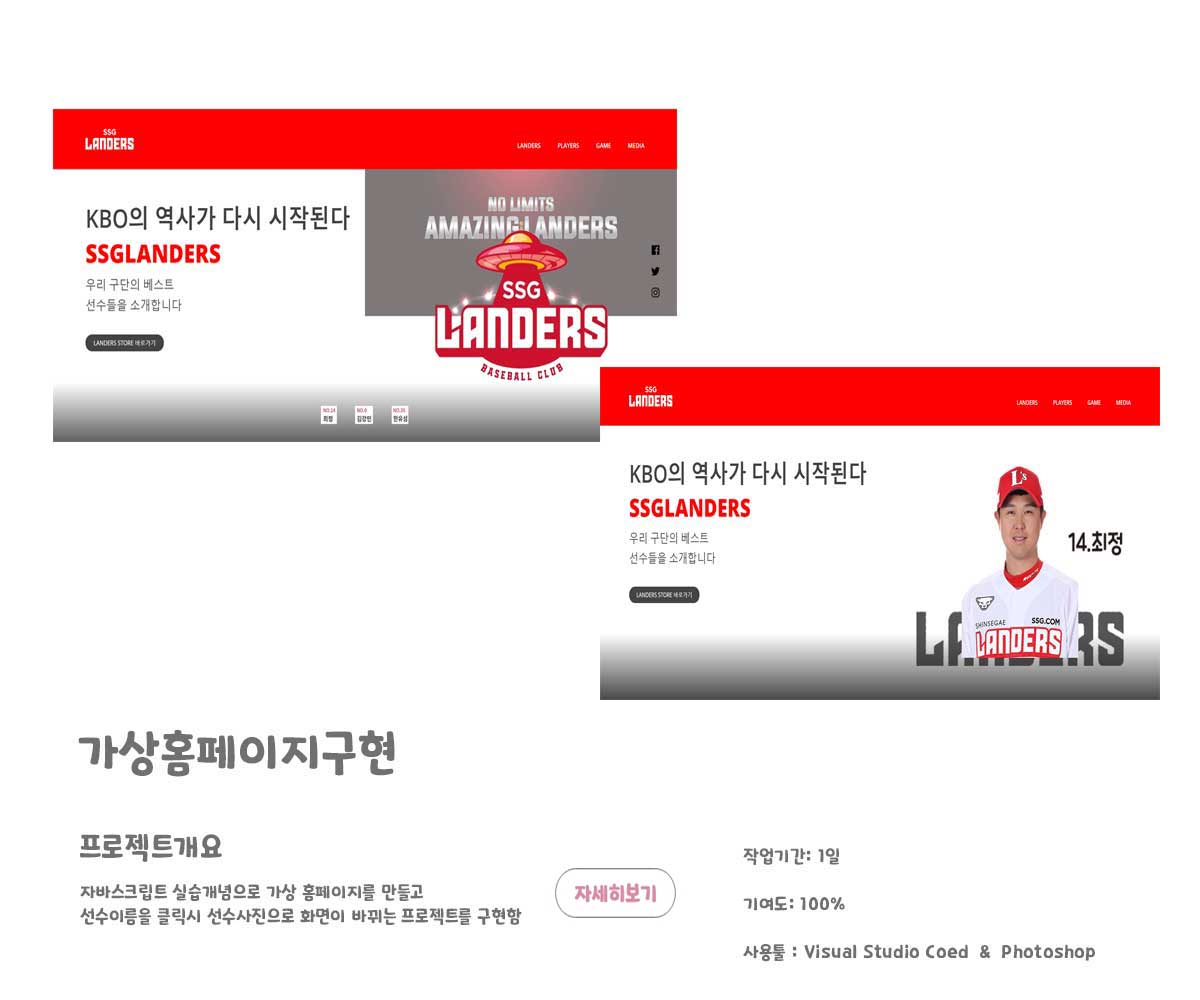 SSG
LANDERS
LANDERS PLAYERS GAME MEDIA
KBO의 역사가 다시 시작된다
SSGLANDERS
우리 구단의 베스트
선수들을 소개합니다
LANDERS STORE 바로가기
NO LIMITS
AMAZING LANDERS
SSG
LANDERS
BASEBALL CLUB
NO.14 NO.0 NO.35
최정 김강민 한유섬
SSG
LANDERS
LANDERS PLAYERS GAME MEDIA
KBO의 역사가 다시 시작된다
SSGLANDERS
우리 구단의 베스트
선수들을 소개합니다
LANDERS STORE 바로가기
L's
14.최정
SHINSEGAE SSG.COM
LANDERS
LANDERS
가상홈페이지구현
프로젝트개요
자바스크립트 실습개념으로 가상 홈페이지를 만들고
선수이름을 클릭시 선수사진으로 화면이 바뀌는 프로젝트를 구현함
자세히보기
작업기간: 1일
기여도: 100%
사용툴 : Visual Studio Coed & Photoshop